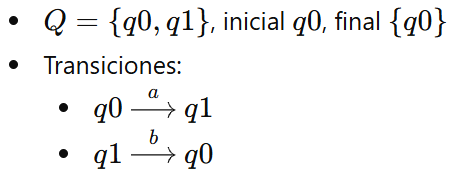 • Q = {q0, q1}, inicial q0, final {q0}
• Transiciones:
• q0 —a→ q1
• q1 —b→ q0